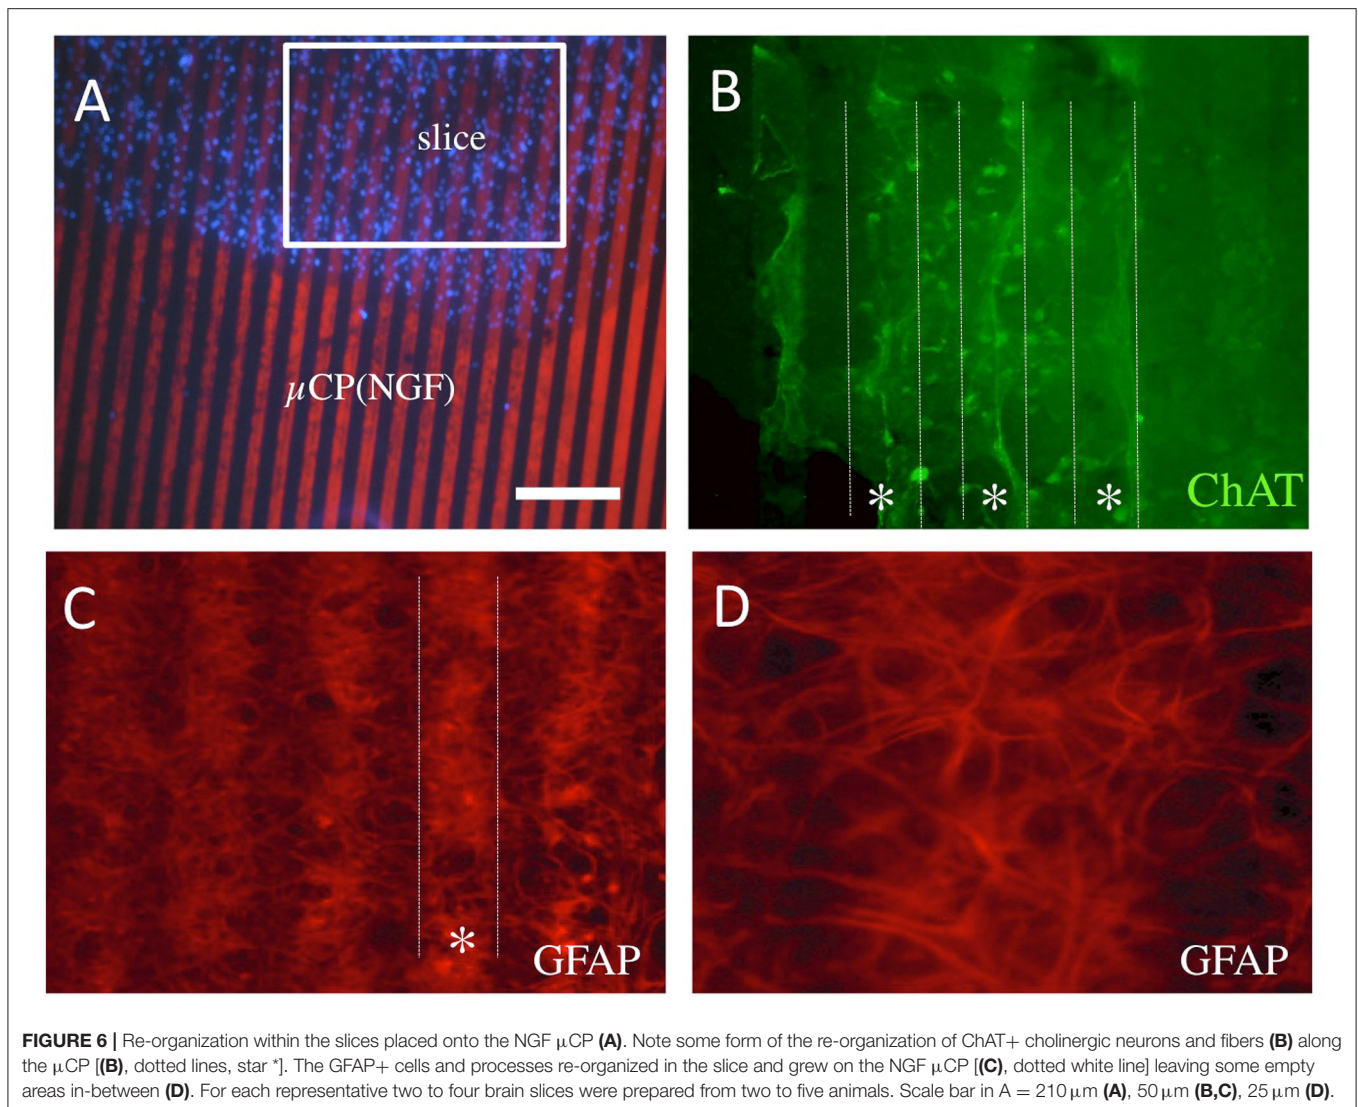 A
slice
µCP(NGF)
B
* * *
ChAT
C
*
GFAP
D
GFAP
FIGURE 6 | Re-organization within the slices placed onto the NGF µCP (A). Note some form of the re-organization of ChAT+ cholinergic neurons and fibers (B) along
the µCP [(B), dotted lines, star *]. The GFAP+ cells and processes re-organized in the slice and grew on the NGF µCP [(C), dotted white line] leaving some empty
areas in-between (D). For each representative two to four brain slices were prepared from two to five animals. Scale bar in A = 210 µm (A), 50 µm (B,C), 25 µm (D).